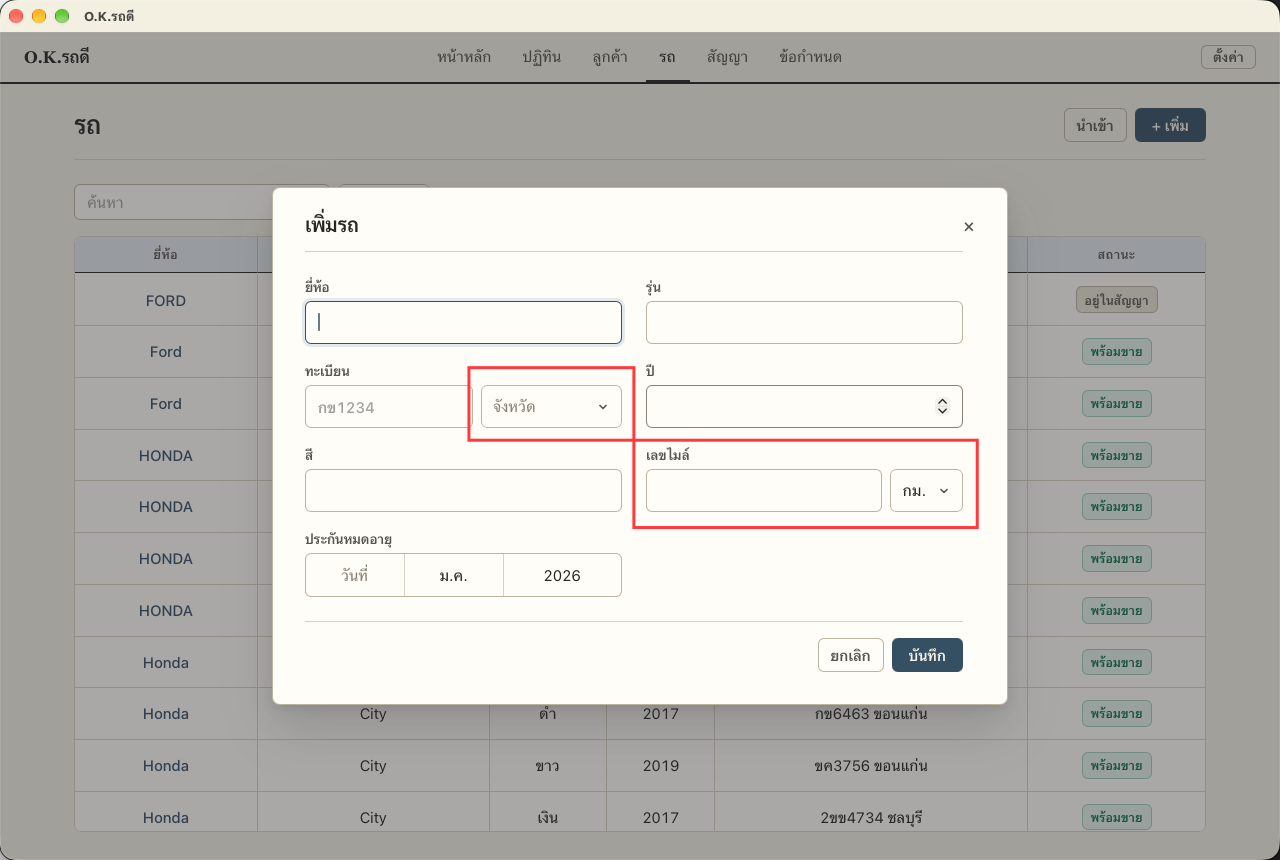 O.K.รถดี
O.K.รถดี หน้าหลัก ปฏิทิน ลูกค้า รถ สัญญา ข้อกำหนด ตั้งค่า
รถ นำเข้า + เพิ่ม
ค้นหา
ยี่ห้อ สถานะ
เพิ่มรถ ×
ยี่ห้อ รุ่น
ทะเบียน ปี
กข1234 จังหวัด
สี เลขไมล์
กม.
ประกันหมดอายุ
วันที่ ม.ค. 2026
ยกเลิก บันทึก
FORD อยู่ในสัญญา
Ford พร้อมขาย
Ford พร้อมขาย
HONDA พร้อมขาย
HONDA พร้อมขาย
HONDA พร้อมขาย
HONDA พร้อมขาย
Honda พร้อมขาย
Honda City ดำ 2017 กข6463 ขอนแก่น พร้อมขาย
Honda City ขาว 2019 ขค3756 ขอนแก่น พร้อมขาย
Honda City เงิน 2017 2ขข4734 ชลบุรี พร้อมขาย